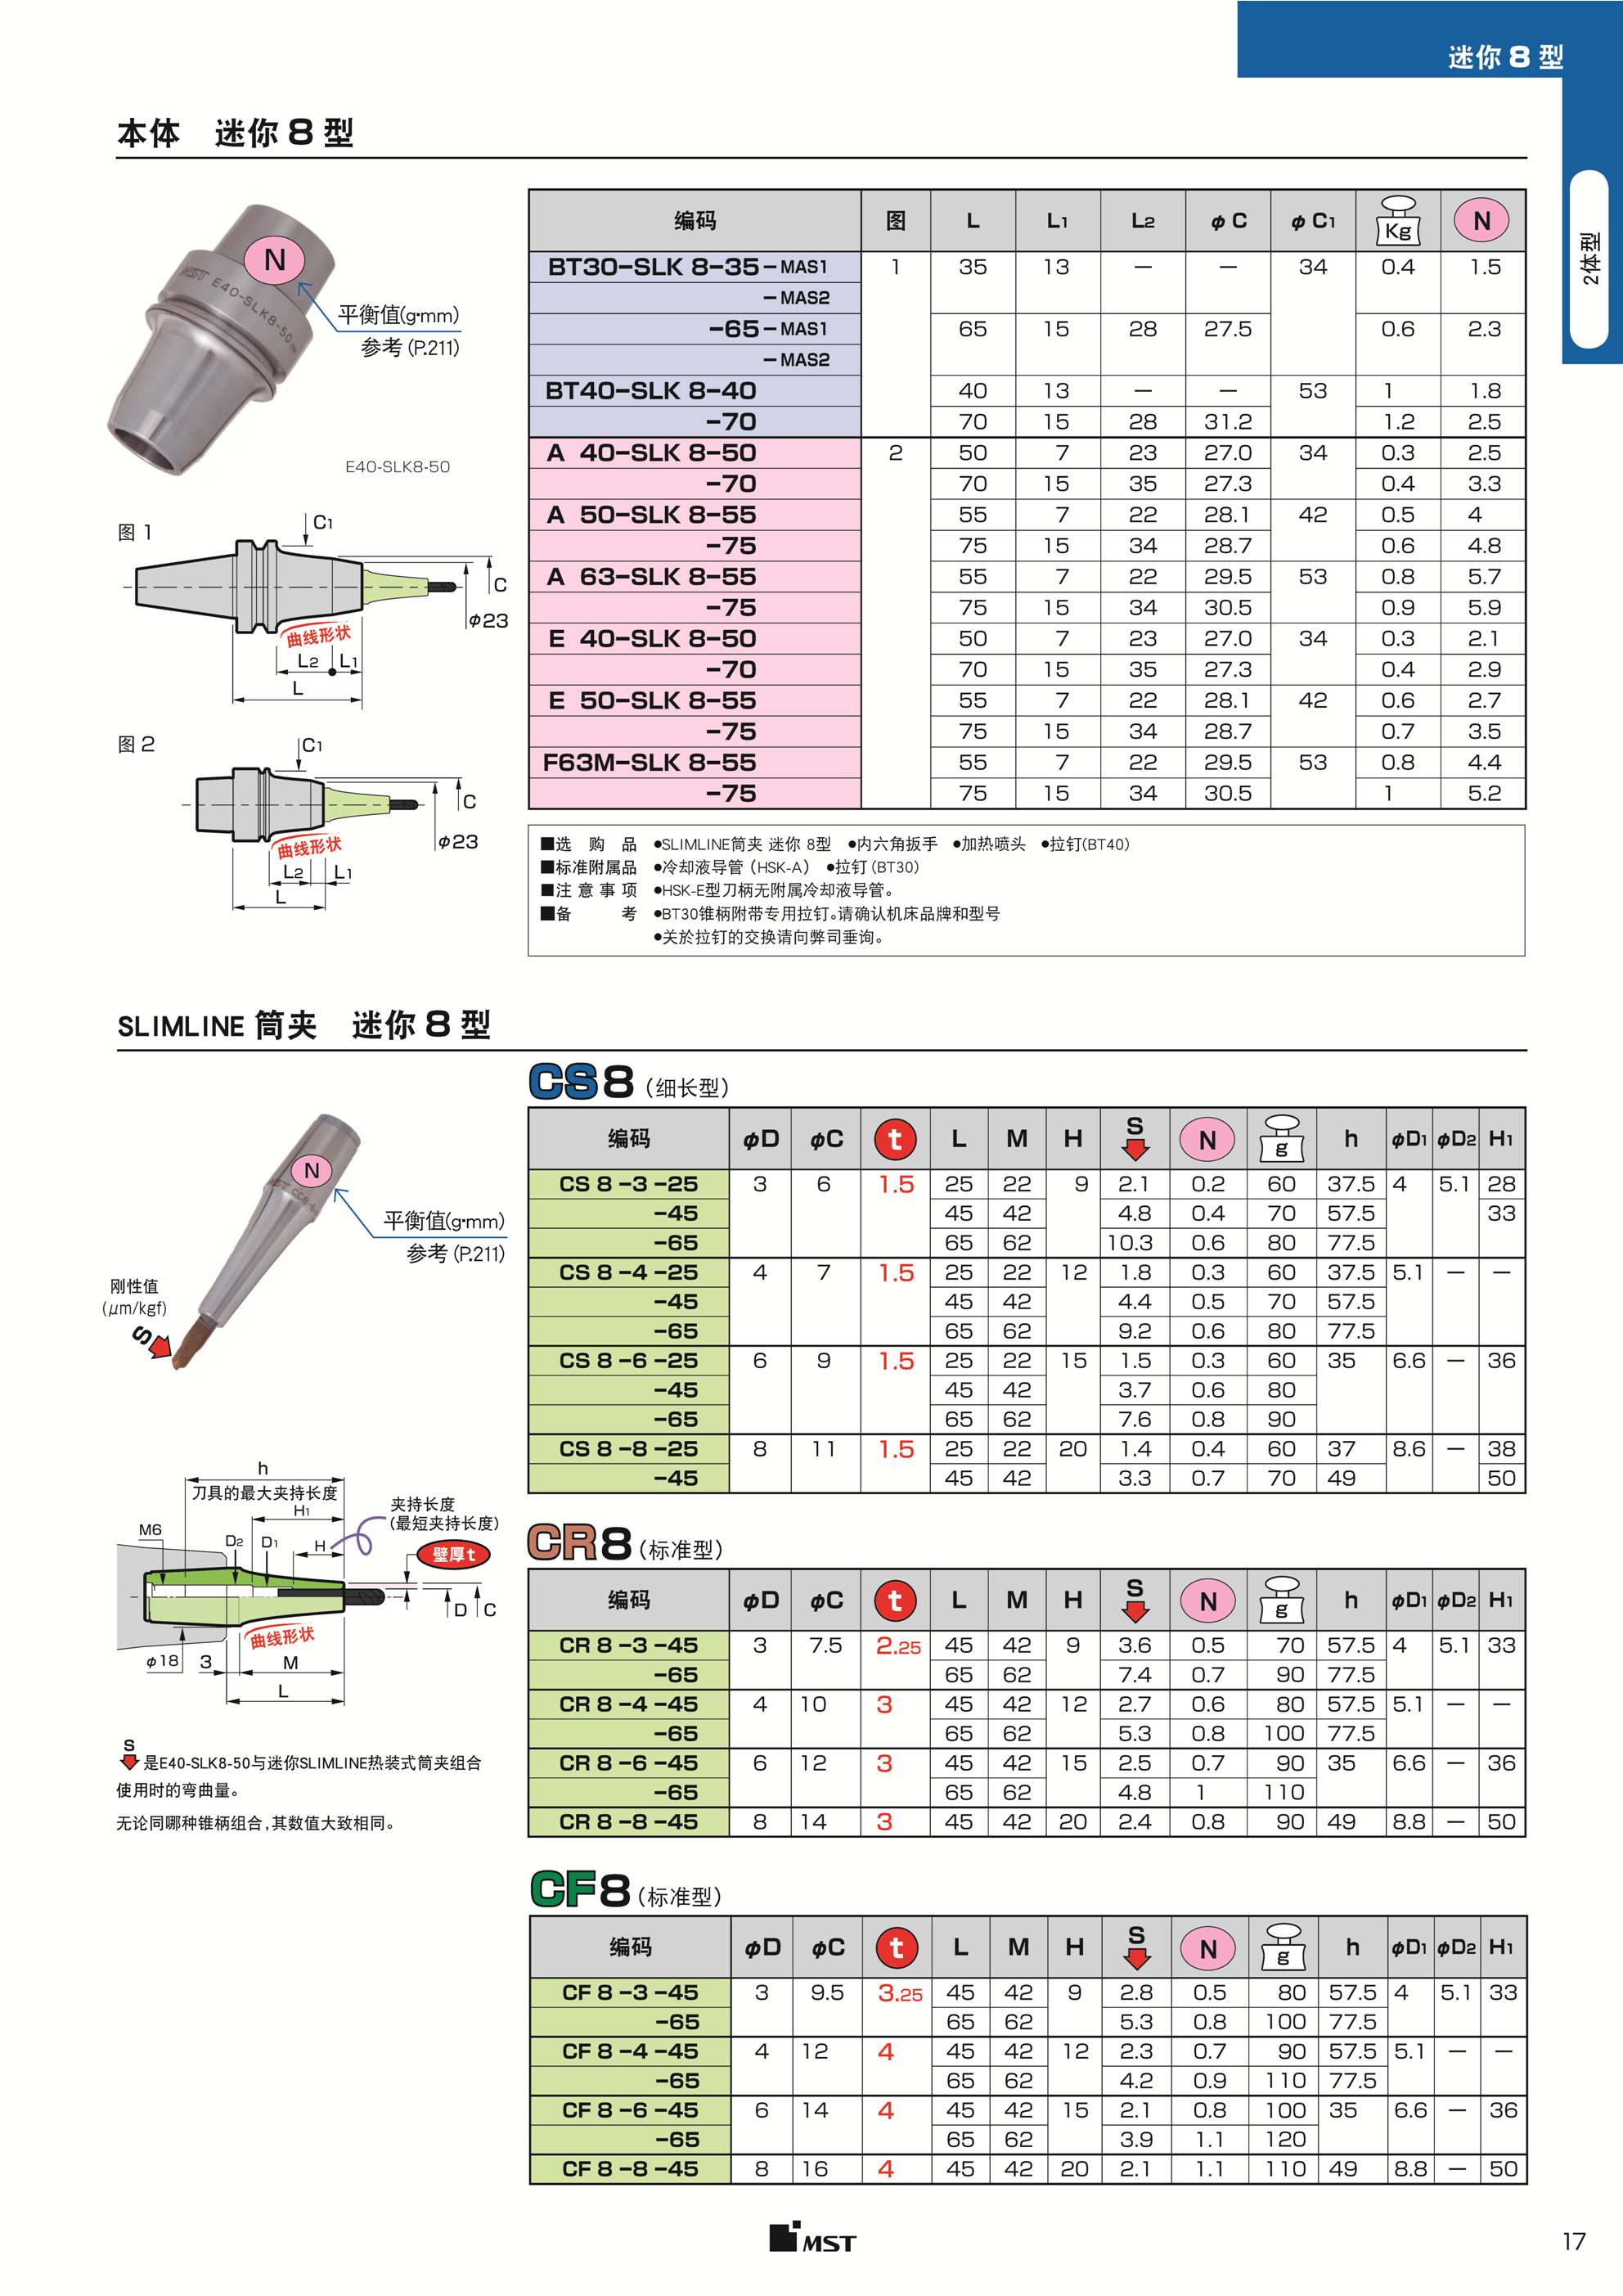 迷你 8 型
2体型
本体 迷你 8 型
N
MST E40-SLK8-50
平衡值(g·mm)
参考 (P.211)
E40-SLK8-50
图 1
C1
C
φ23
曲线形状
L2 L1
L
图 2
C1
C
φ23
曲线形状
L2 L1
L
编码 图 L L1 L2 φ C φ C1 Kg N
BT30-SLK 8-35-MAS1 1 35 13 — — 34 0.4 1.5
-MAS2
-65-MAS1 65 15 28 27.5 0.6 2.3
-MAS2
BT40-SLK 8-40 40 13 — — 53 1 1.8
-70 70 15 28 31.2 1.2 2.5
A 40-SLK 8-50 2 50 7 23 27.0 34 0.3 2.5
-70 70 15 35 27.3 0.4 3.3
A 50-SLK 8-55 55 7 22 28.1 42 0.5 4
-75 75 15 34 28.7 0.6 4.8
A 63-SLK 8-55 55 7 22 29.5 53 0.8 5.7
-75 75 15 34 30.5 0.9 5.9
E 40-SLK 8-50 50 7 23 27.0 34 0.3 2.1
-70 70 15 35 27.3 0.4 2.9
E 50-SLK 8-55 55 7 22 28.1 42 0.6 2.7
-75 75 15 34 28.7 0.7 3.5
F63M-SLK 8-55 55 7 22 29.5 53 0.8 4.4
-75 75 15 34 30.5 1 5.2
■选购品 ●SLIMLINE筒夹 迷你 8型 ●内六角扳手 ●加热喷头 ●拉钉(BT40)
■标准附属品 ●冷却液导管 (HSK-A) ●拉钉 (BT30)
■注意事项 ●HSK-E型刀柄无附属冷却液导管。
■备考 ●BT30锥柄附带专用拉钉。请确认机床品牌和型号
●关於拉钉的交换请向弊司垂询。
SLIMLINE 筒夹 迷你 8 型
N
平衡值(g·mm)
参考 (P.211)
刚性值
(μm/kgf)
S
h
刀具的最大夹持长度
H1
夹持长度
(最短夹持长度)
M6
D2 D1 H
壁厚t
D C
曲线形状
φ18 3 M
L
S
是E40-SLK8-50与迷你SLIMLINE热装式筒夹组合
使用时的弯曲量。
无论同哪种锥柄组合,其数值大致相同。
CS8 (细长型)
编码 φD φC t L M H S N g h φD1 φD2 H1
CS 8 -3 -25 3 6 1.5 25 22 9 2.1 0.2 60 37.5 4 5.1 28
-45 45 42 4.8 0.4 70 57.5 33
-65 65 62 10.3 0.6 80 77.5
CS 8 -4 -25 4 7 1.5 25 22 12 1.8 0.3 60 37.5 5.1 — —
-45 45 42 4.4 0.5 70 57.5
-65 65 62 9.2 0.6 80 77.5
CS 8 -6 -25 6 9 1.5 25 22 15 1.5 0.3 60 35 6.6 — 36
-45 45 42 3.7 0.6 80
-65 65 62 7.6 0.8 90
CS 8 -8 -25 8 11 1.5 25 22 20 1.4 0.4 60 37 8.6 — 38
-45 45 42 3.3 0.7 70 49 50
CR8 (标准型)
编码 φD φC t L M H S N g h φD1 φD2 H1
CR 8 -3 -45 3 7.5 2.25 45 42 9 3.6 0.5 70 57.5 4 5.1 33
-65 65 62 7.4 0.7 90 77.5
CR 8 -4 -45 4 10 3 45 42 12 2.7 0.6 80 57.5 5.1 — —
-65 65 62 5.3 0.8 100 77.5
CR 8 -6 -45 6 12 3 45 42 15 2.5 0.7 90 35 6.6 — 36
-65 65 62 4.8 1 110
CR 8 -8 -45 8 14 3 45 42 20 2.4 0.8 90 49 8.8 — 50
CF8 (标准型)
编码 φD φC t L M H S N g h φD1 φD2 H1
CF 8 -3 -45 3 9.5 3.25 45 42 9 2.8 0.5 80 57.5 4 5.1 33
-65 65 62 5.3 0.8 100 77.5
CF 8 -4 -45 4 12 4 45 42 12 2.3 0.7 90 57.5 5.1 — —
-65 65 62 4.2 0.9 110 77.5
CF 8 -6 -45 6 14 4 45 42 15 2.1 0.8 100 35 6.6 — 36
-65 65 62 3.9 1.1 120
CF 8 -8 -45 8 16 4 45 42 20 2.1 1.1 110 49 8.8 — 50
MST
17